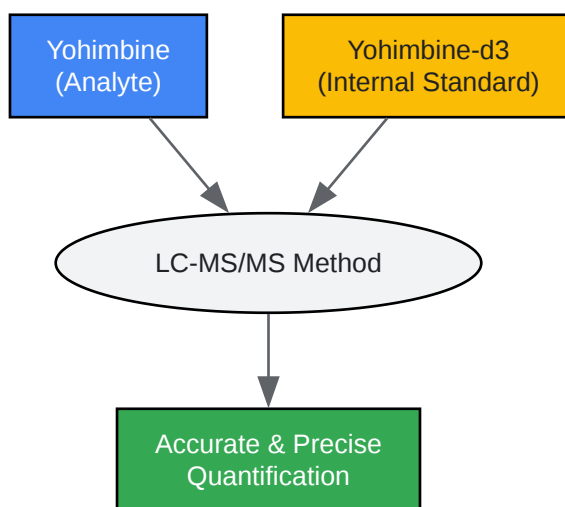 Yohimbine
(Analyte)
Yohimbine-d3
(Internal Standard)
LC-MS/MS Method
Accurate & Precise
Quantification